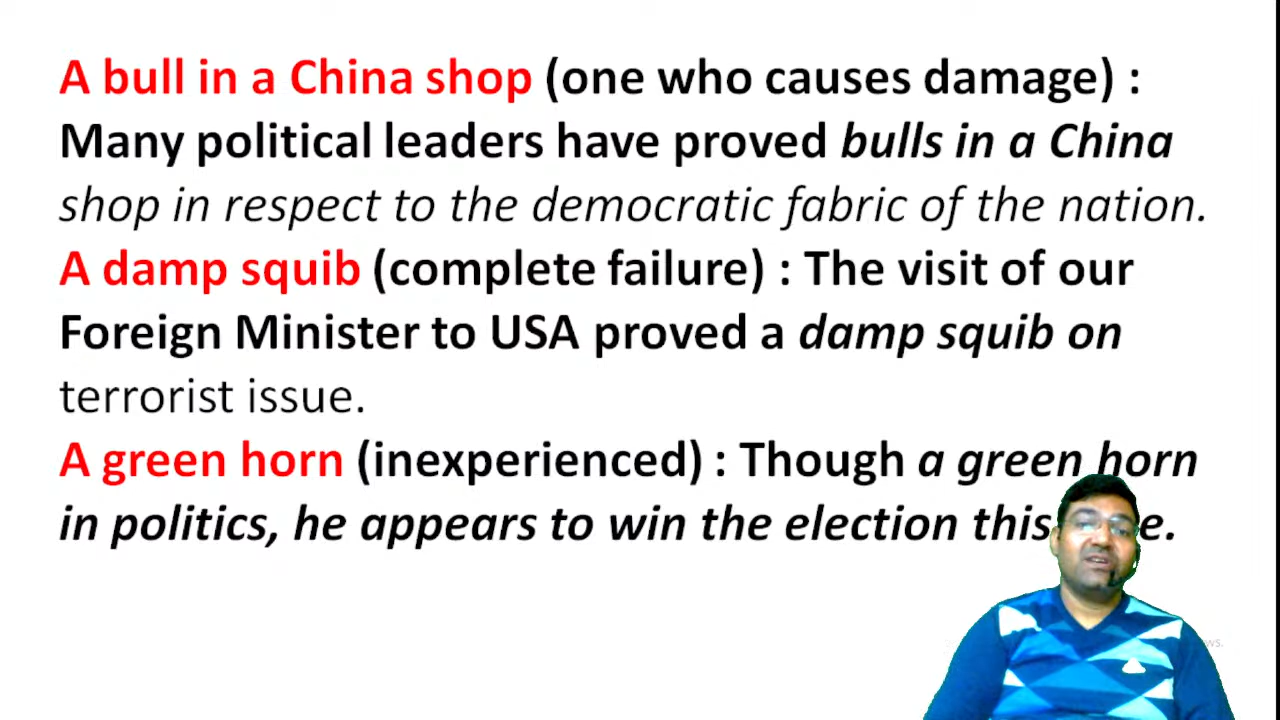 A bull in a China shop (one who causes damage) :
Many political leaders have proved bulls in a China
shop in respect to the democratic fabric of the nation.
A damp squib (complete failure) : The visit of our
Foreign Minister to USA proved a damp squib on
terrorist issue.
A green horn (inexperienced) : Though a green horn
in politics, he appears to win the election this